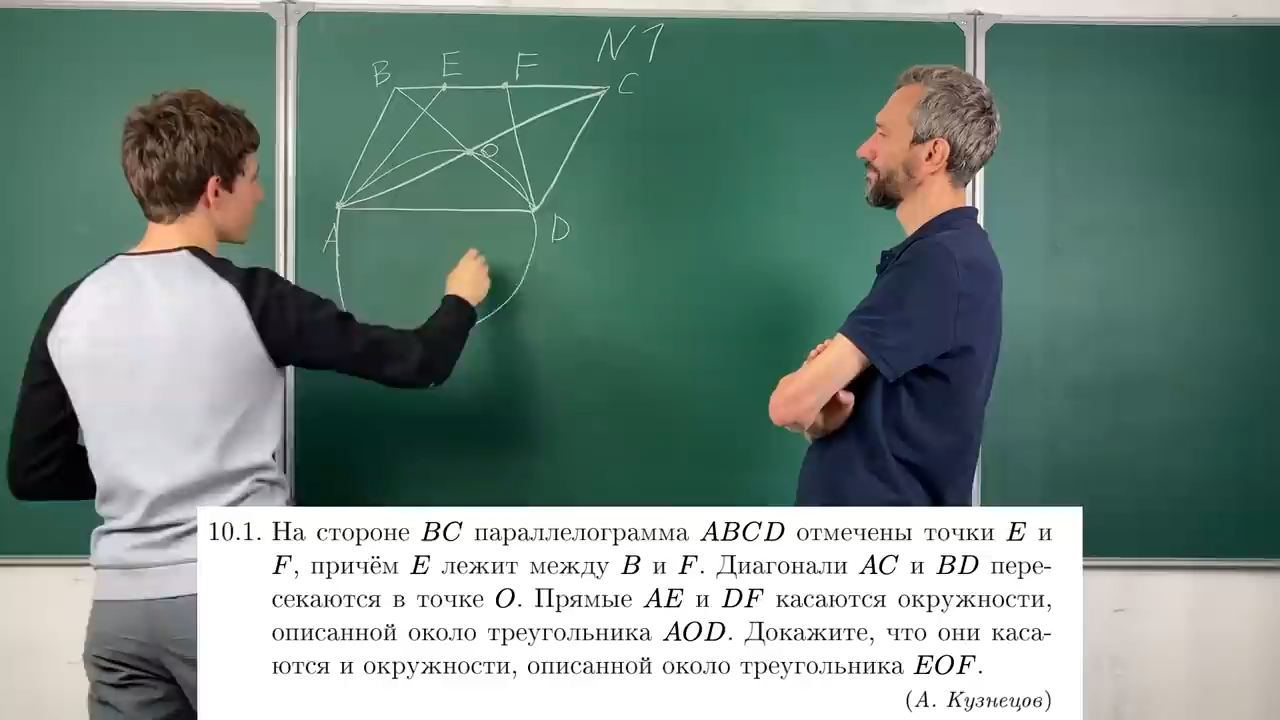 N 1
B E F C
O
A D
10.1. На стороне BC параллелограмма ABCD отмечены точки E и
F, причём E лежит между B и F. Диагонали AC и BD пере-
секаются в точке O. Прямые AE и DF касаются окружности,
описанной около треугольника AOD. Докажите, что они каса-
ются и окружности, описанной около треугольника EOF.
(А. Кузнецов)